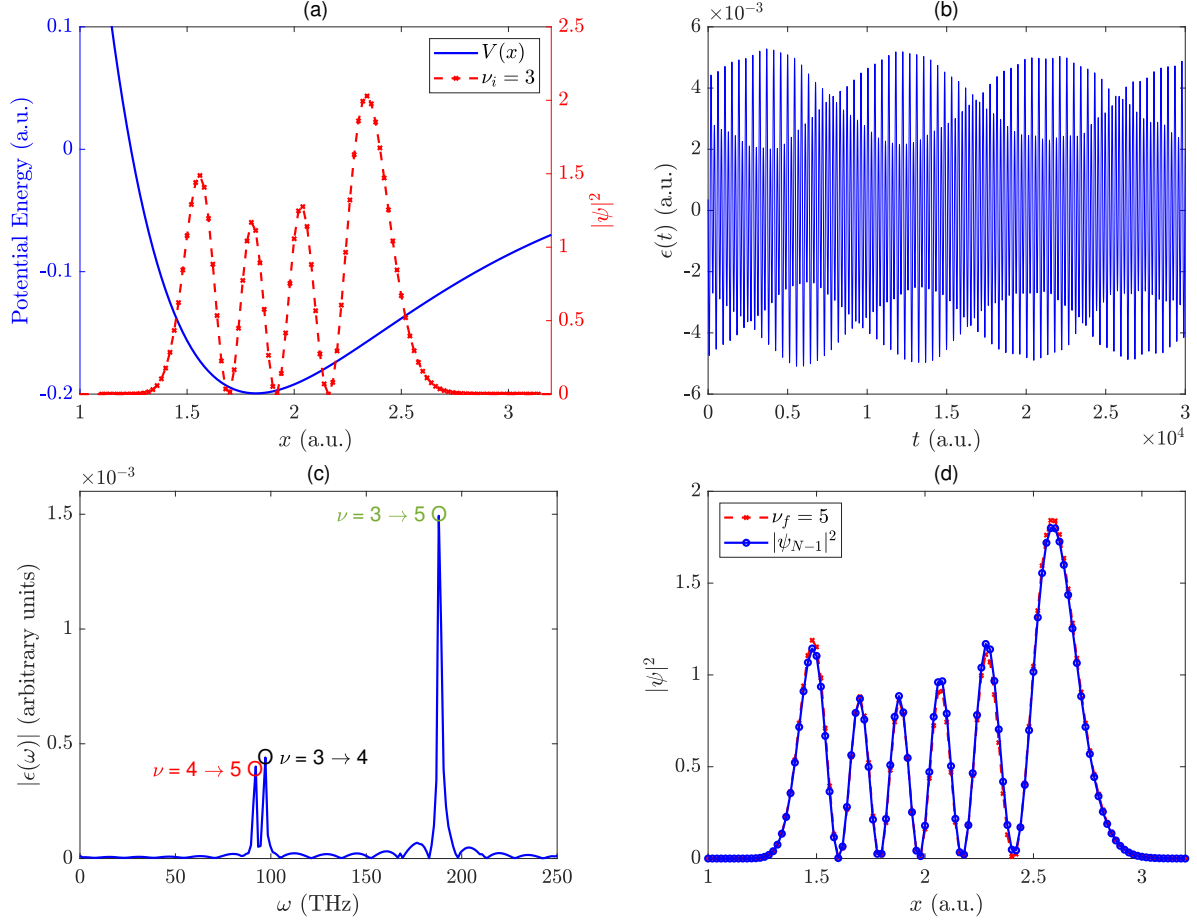 (a)
0.1
0
-0.1
-0.2
Potential Energy (a.u.)
2.5
2
1.5
1
0.5
0
|ψ|²
V(x)
ν_i = 3
1 1.5 2 2.5 3
x (a.u.)
(b)
×10⁻³
6
4
2
0
-2
-4
-6
ϵ(t) (a.u.)
0 0.5 1 1.5 2 2.5 3
×10⁴
t (a.u.)
(c)
×10⁻³
1.5
1
0.5
0
|ϵ(ω)| (arbitrary units)
ν = 3 → 5
ν = 4 → 5
ν = 3 → 4
0 50 100 150 200 250
ω (THz)
(d)
2
1.5
1
0.5
0
|ψ|²
ν_f = 5
|ψ_{N−1}|²
1 1.5 2 2.5 3
x (a.u.)